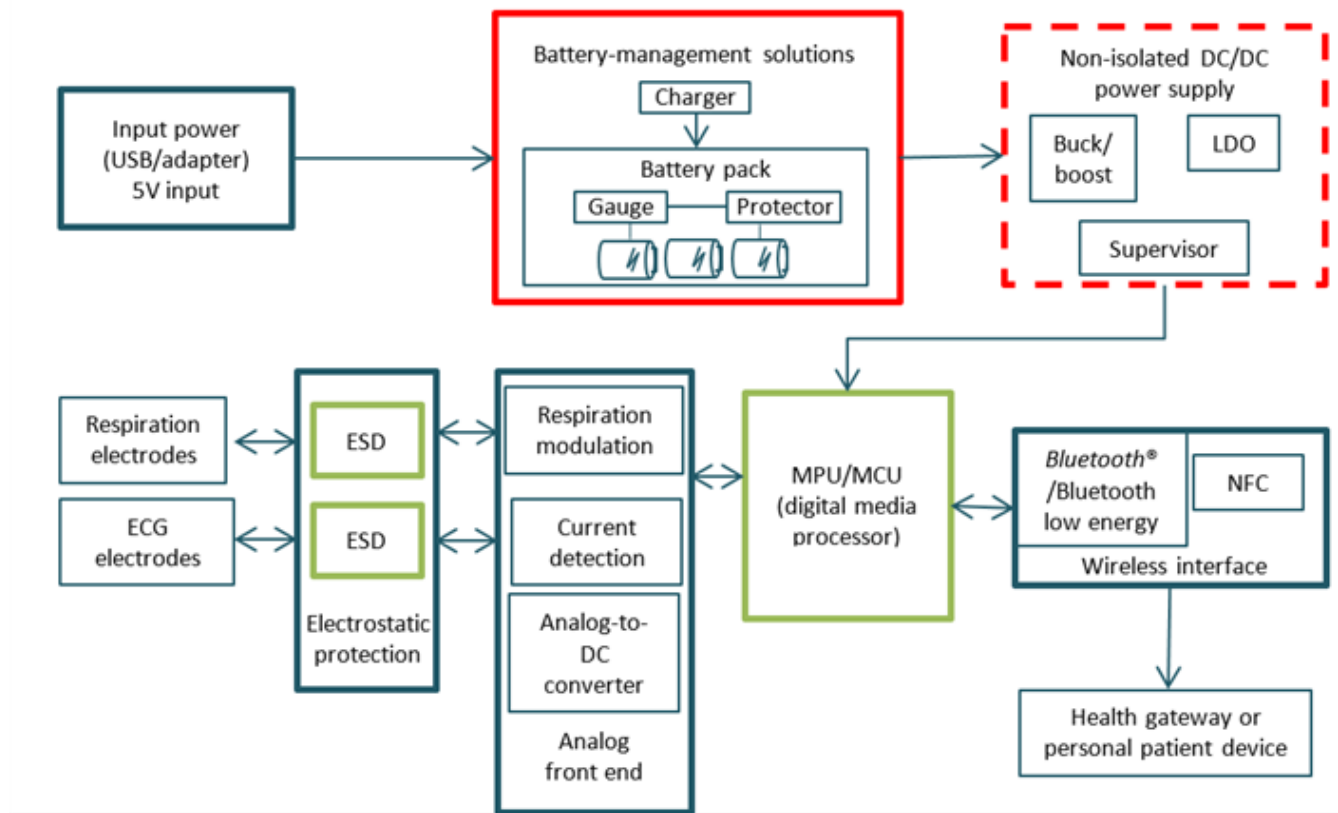 Input power
(USB/adapter)
5V input
Battery-management solutions
Charger
Battery pack
Gauge
Protector
Non-isolated DC/DC
power supply
Buck/
boost
LDO
Supervisor
Respiration
electrodes
ECG
electrodes
ESD
ESD
Electrostatic
protection
Respiration
modulation
Current
detection
Analog-to-
DC
converter
Analog
front end
MPU/MCU
(digital media
processor)
Bluetooth®
/Bluetooth
low energy
NFC
Wireless interface
Health gateway or
personal patient device